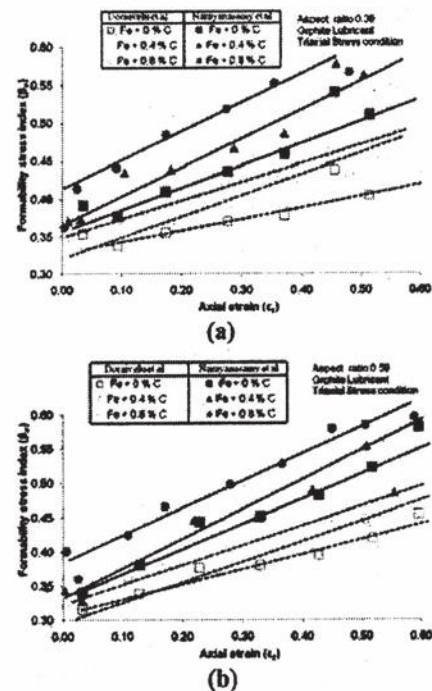 Narayanasamy et al
Fe + 0 % C
Fe + 0 % C
Fe + 0.4% C
Fe + 0.4% C
Fe + 0.8% C
Fe + 0.8% C
Aspect ratio 0.39
Graphite Lubricant
Triaxial Stress condition
Formability stress index
0.60
0.55
0.50
0.45
0.40
0.35
0.30
0.00
0.10
0.20
0.30
0.40
0.50
0.60
Axial strain
(a)
Narayanasamy et al
Fe + 0 % C
Fe + 0 % C
Fe + 0.4% C
Fe + 0.4% C
Fe + 0.8% C
Fe + 0.8% C
Aspect ratio 0.59
Graphite Lubricant
Triaxial Stress condition
Formability stress index
0.60
0.55
0.50
0.45
0.40
0.35
0.30
0.00
0.10
0.20
0.30
0.40
0.50
0.60
Axial strain
(b)